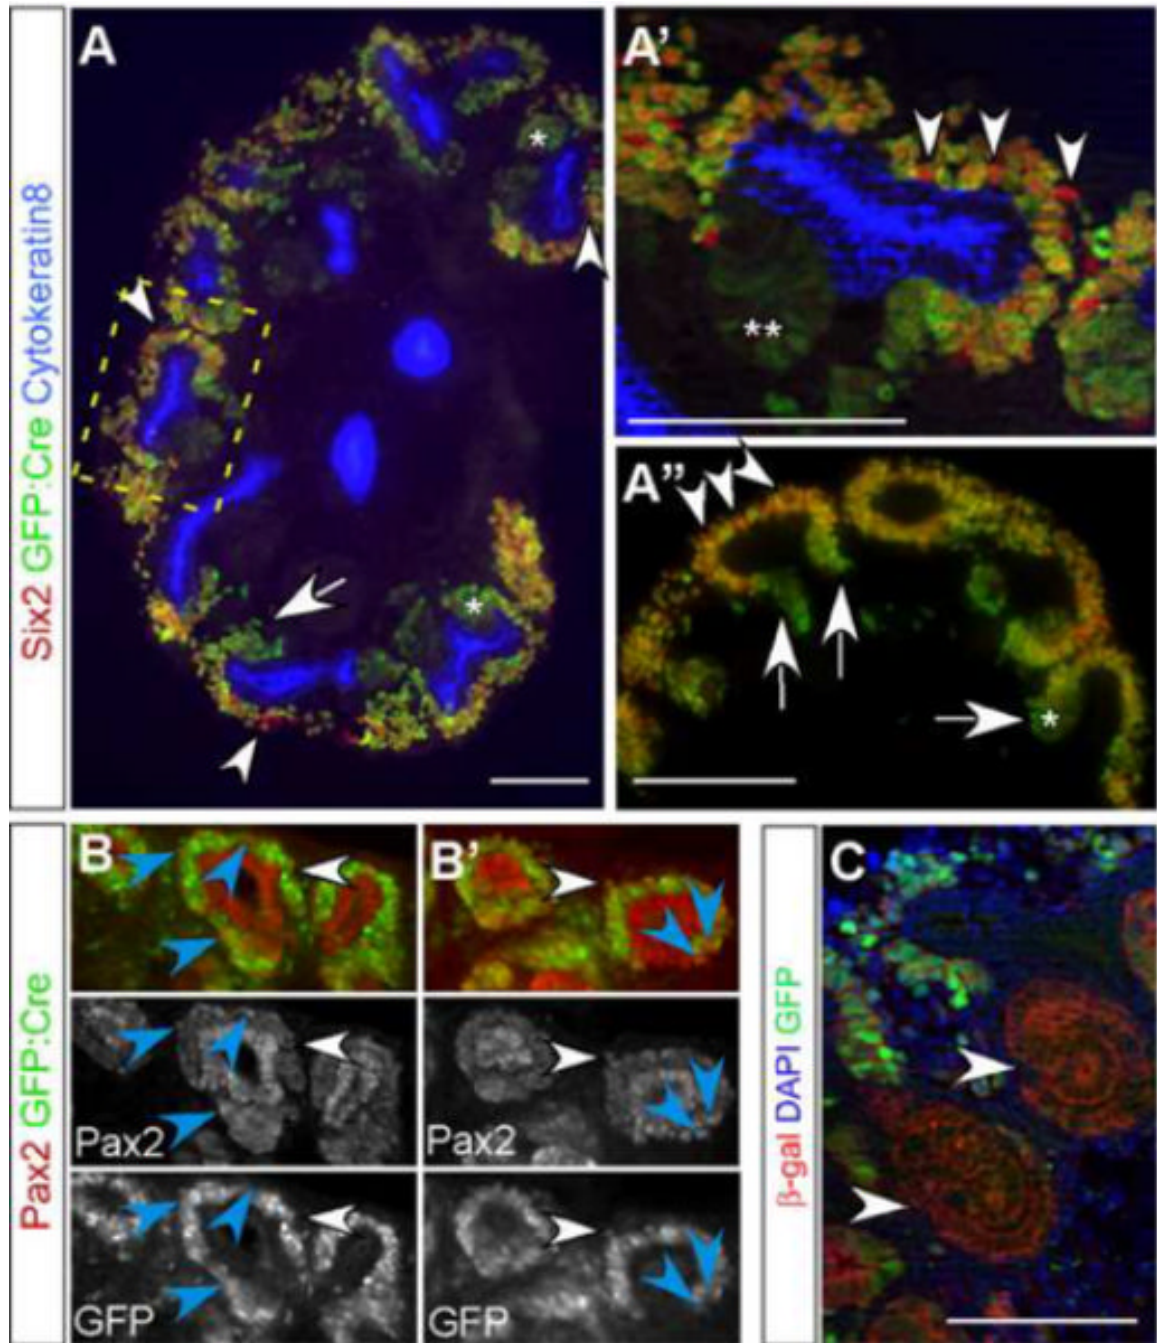 Six2 GFP:Cre Cytokeratin8
A
*
*
A’
**
A”
*
Pax2 GFP:Cre
B
B’
Pax2
Pax2
GFP
GFP
β-gal DAPI GFP
C